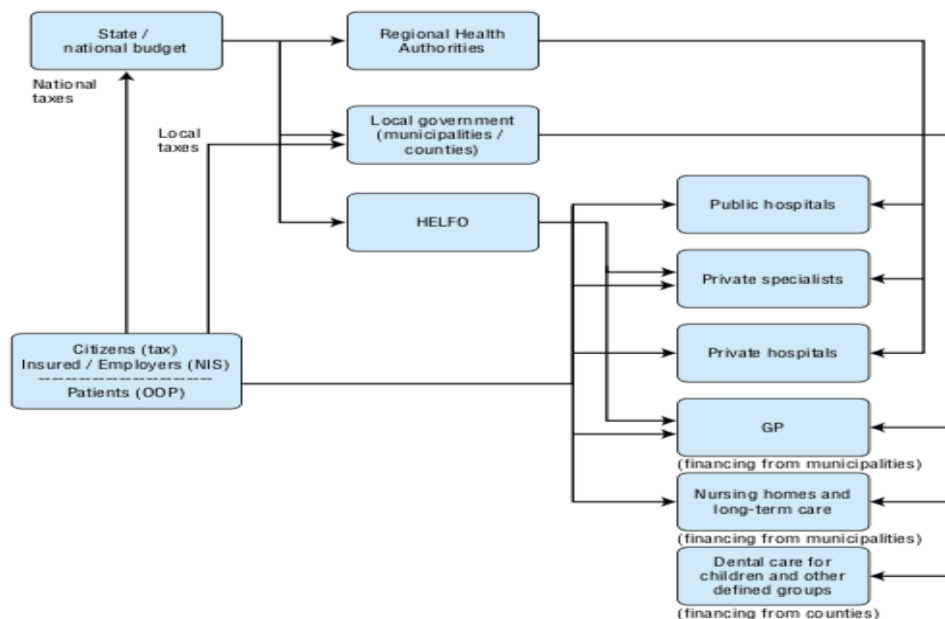 State /
national budget
Regional Health
Authorities
National
taxes
Local
taxes
Local government
(municipalities /
counties)
HELFO
Public hospitals
Private specialists
Citizens (tax)
Insured / Employers (NIS)
Patients (OOP)
Private hospitals
GP
(financing from municipalities)
Nursing homes and
long-term care
(financing from municipalities)
Dental care for
children and other
defined groups
(financing from counties)